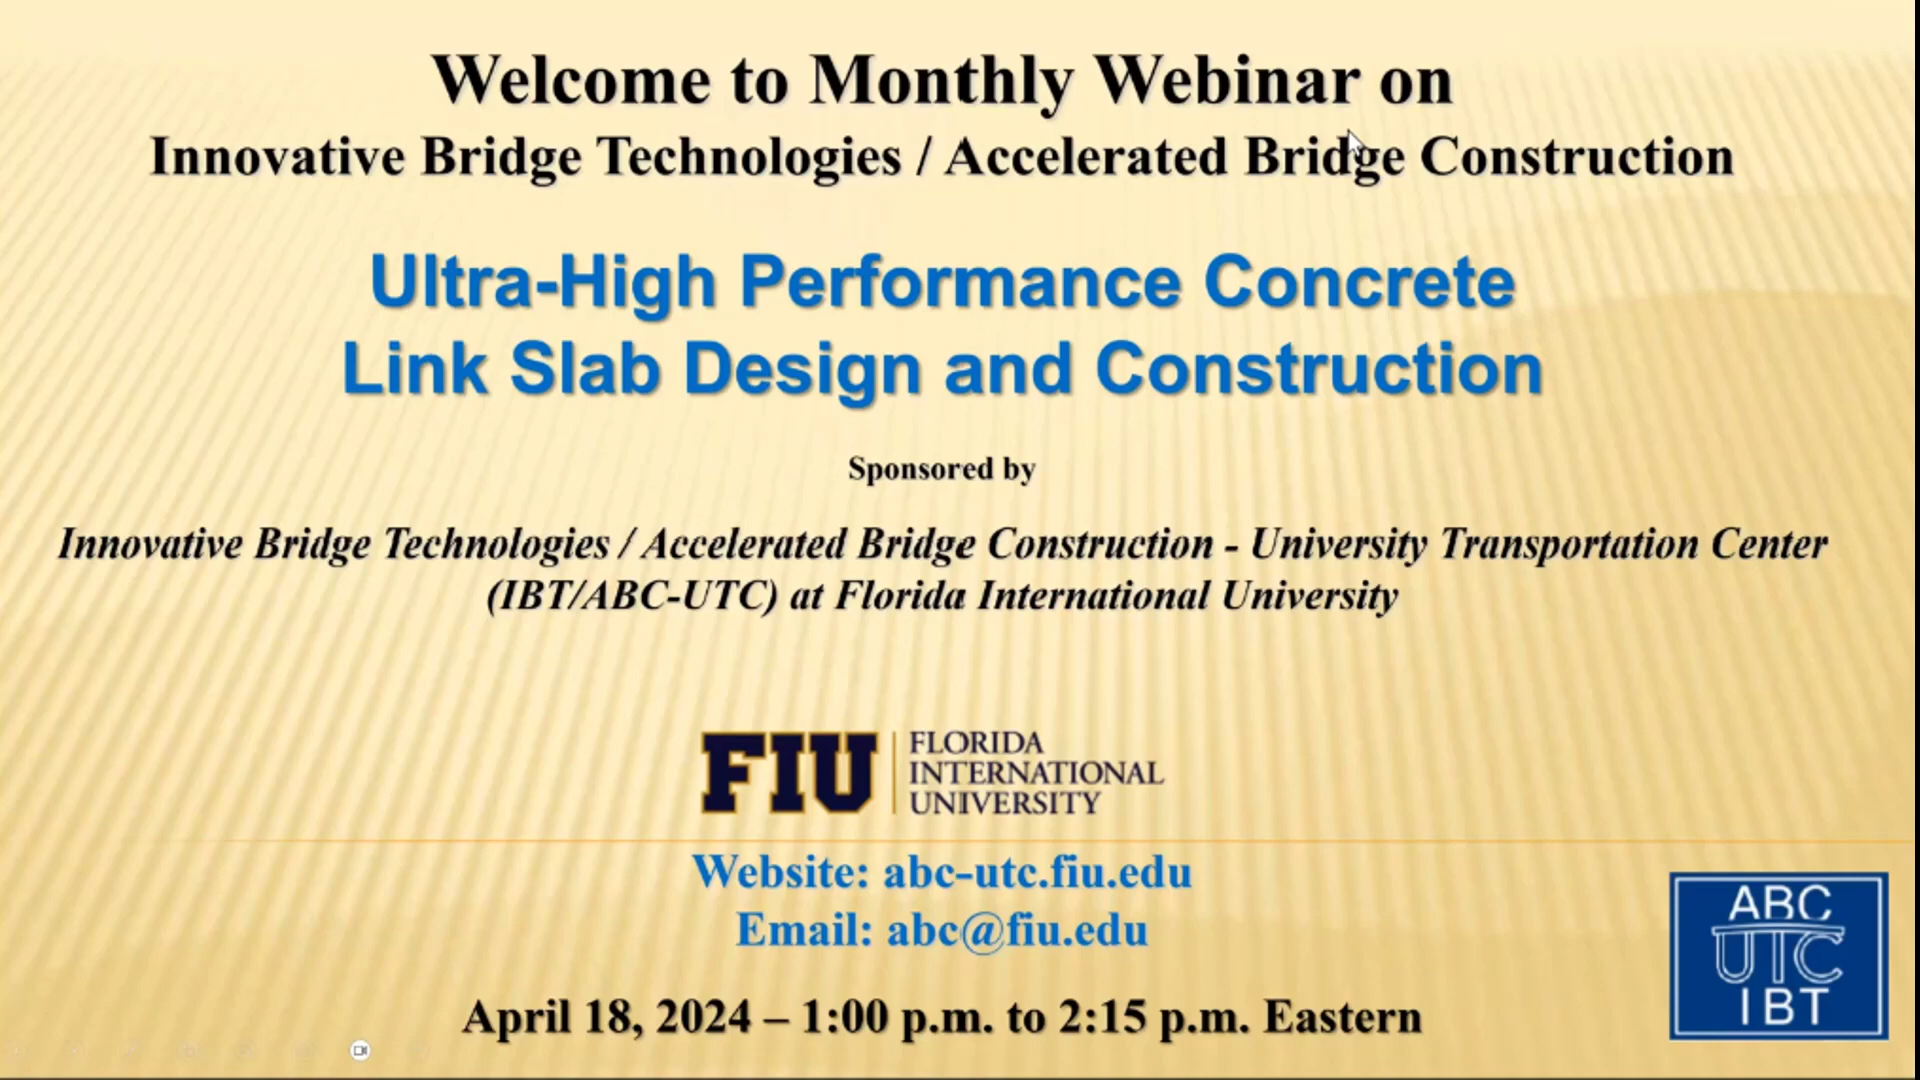 Welcome to Monthly Webinar on
Innovative Bridge Technologies / Accelerated Bridge Construction
Ultra-High Performance Concrete
Link Slab Design and Construction
Sponsored by
Innovative Bridge Technologies / Accelerated Bridge Construction - University Transportation Center
(IBT/ABC-UTC) at Florida International University
FIU
FLORIDA
INTERNATIONAL
UNIVERSITY
Website: abc-utc.fiu.edu
Email: abc@fiu.edu
ABC
UTC
IBT
April 18, 2024 – 1:00 p.m. to 2:15 p.m. Eastern